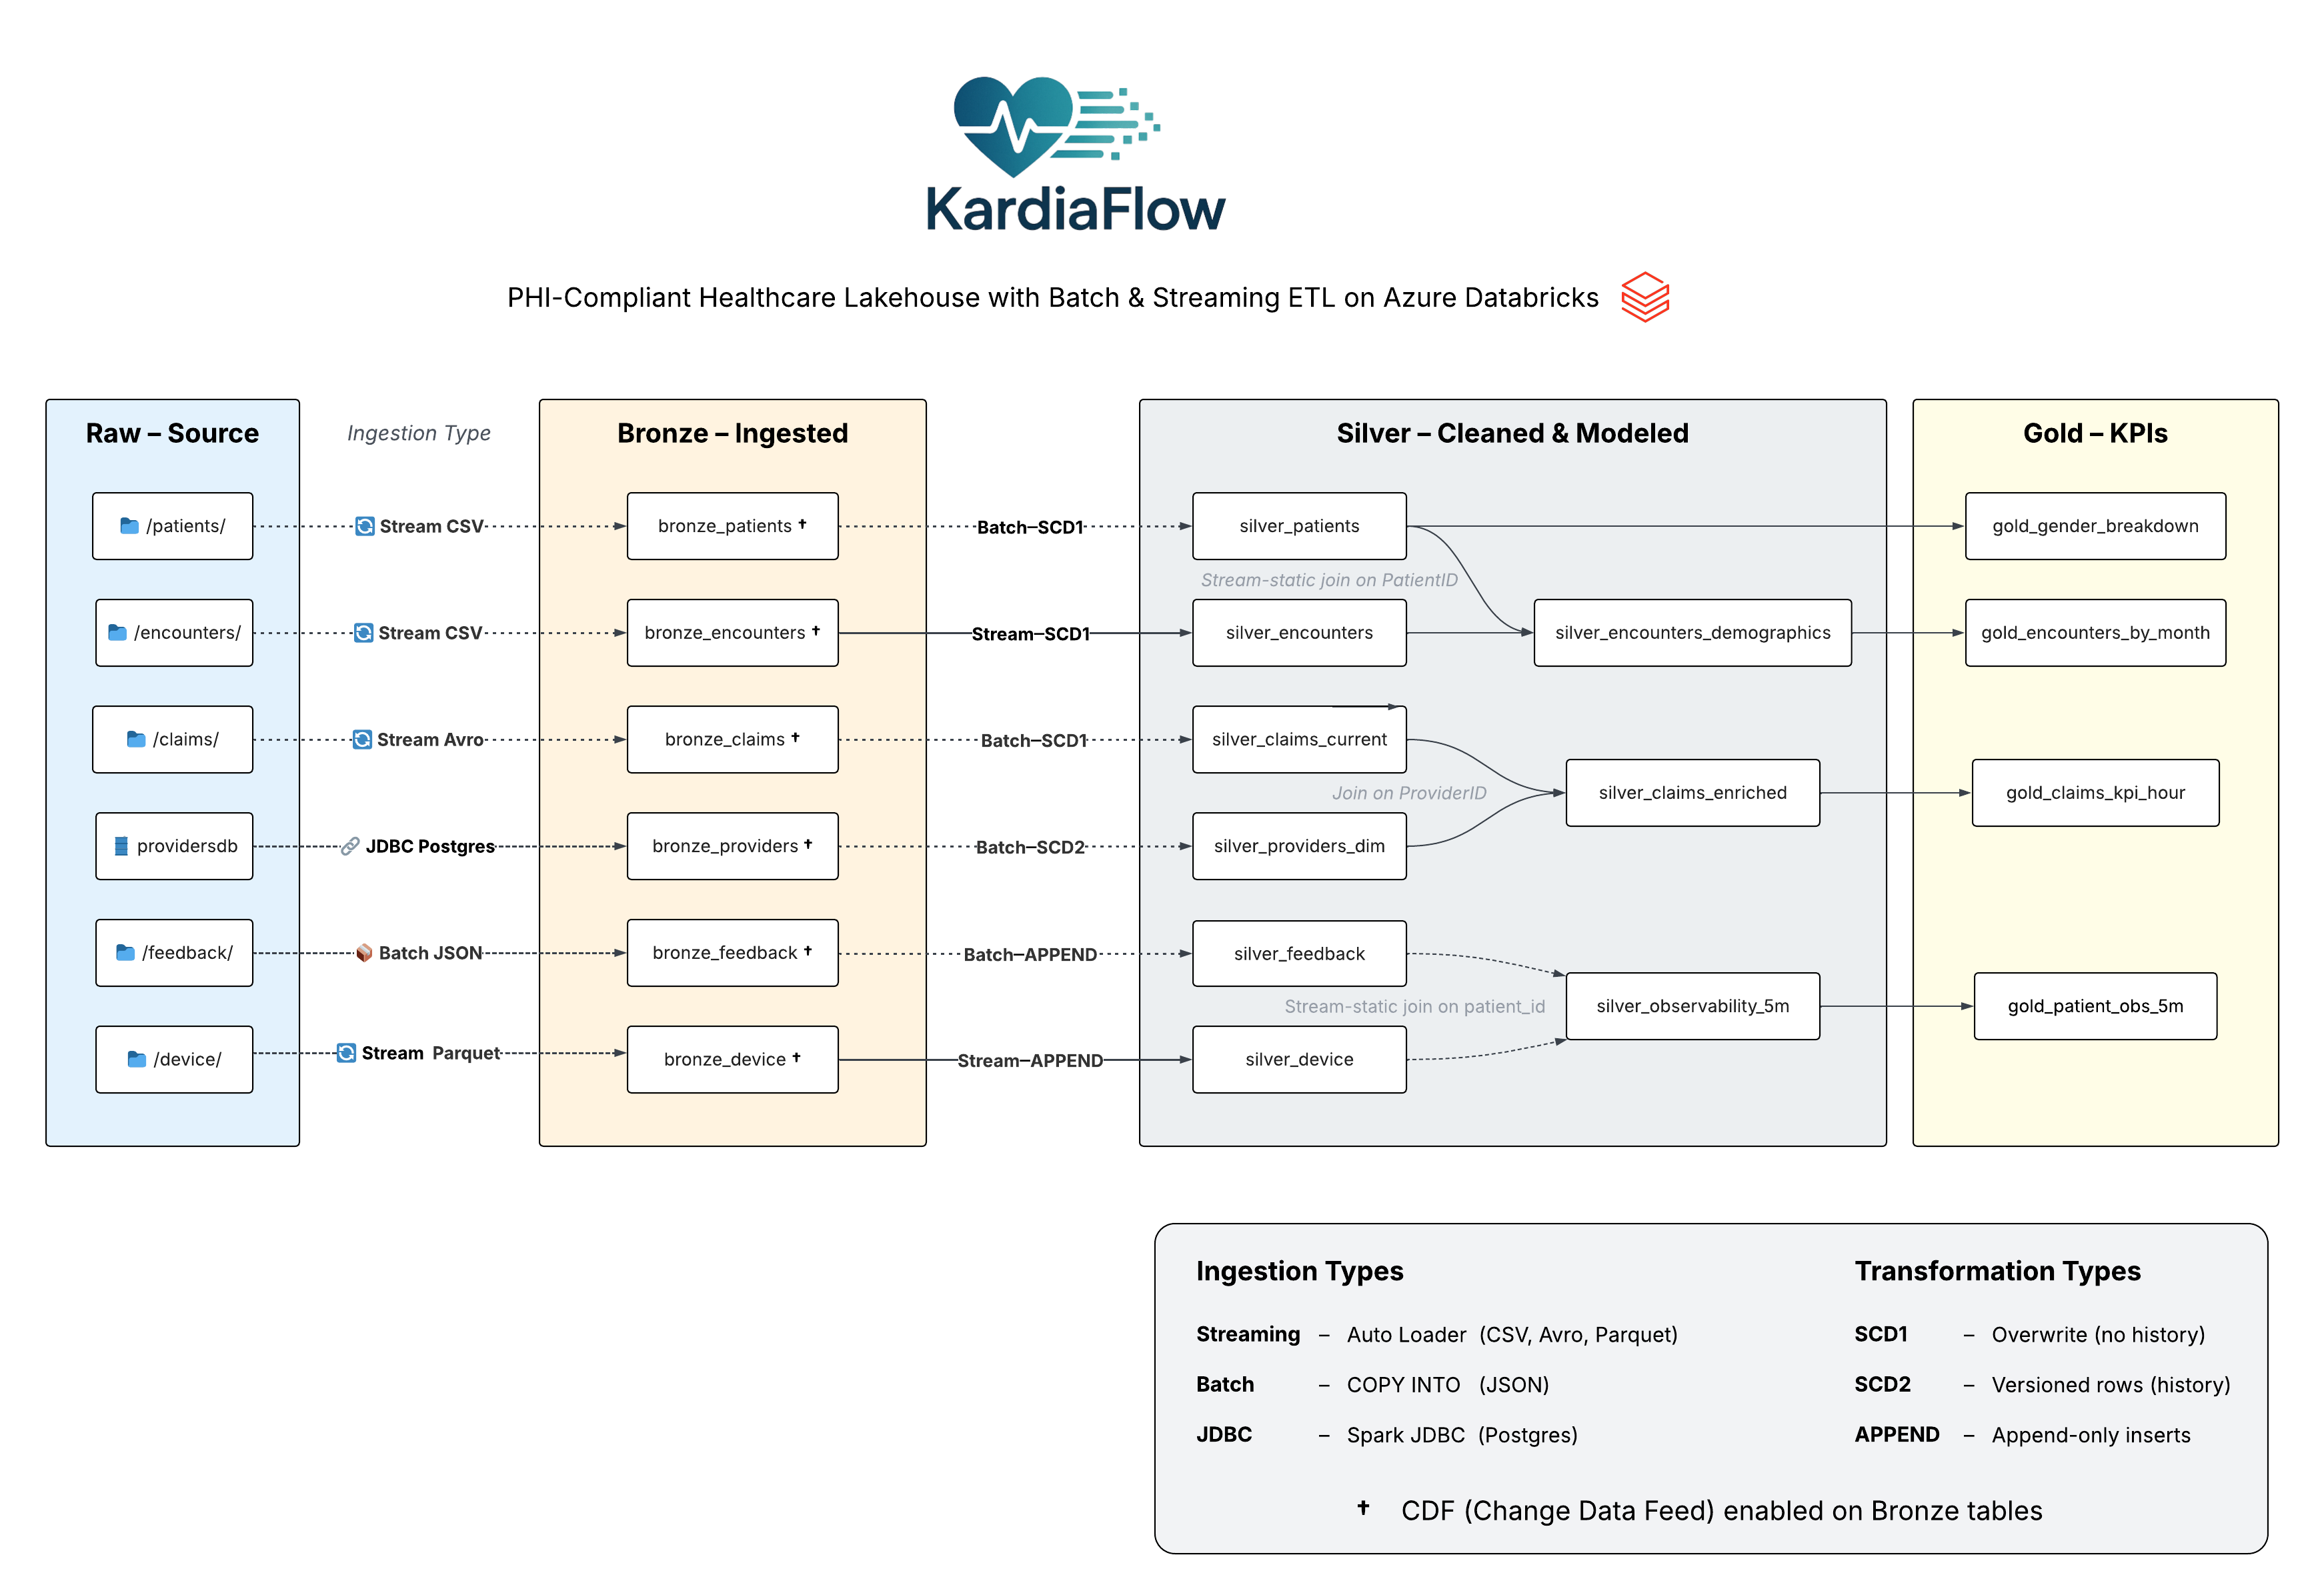 KardiaFlow
PHI-Compliant Healthcare Lakehouse with Batch & Streaming ETL on Azure Databricks
Raw – Source
Ingestion Type
Bronze – Ingested
Silver – Cleaned & Modeled
Gold – KPIs
/patients/
Stream CSV
bronze_patients †
Batch–SCD1
silver_patients
gold_gender_breakdown
Stream-static join on PatientID
/encounters/
Stream CSV
bronze_encounters †
Stream–SCD1
silver_encounters
silver_encounters_demographics
gold_encounters_by_month
/claims/
Stream Avro
bronze_claims †
Batch–SCD1
silver_claims_current
Join on ProviderID
silver_claims_enriched
gold_claims_kpi_hour
providersdb
JDBC Postgres
bronze_providers †
Batch–SCD2
silver_providers_dim
/feedback/
Batch JSON
bronze_feedback †
Batch–APPEND
silver_feedback
Stream-static join on patient_id
silver_observability_5m
gold_patient_obs_5m
/device/
Stream Parquet
bronze_device †
Stream–APPEND
silver_device
Ingestion Types
Streaming – Auto Loader (CSV, Avro, Parquet)
Batch – COPY INTO (JSON)
JDBC – Spark JDBC (Postgres)
Transformation Types
SCD1 – Overwrite (no history)
SCD2 – Versioned rows (history)
APPEND – Append-only inserts
† CDF (Change Data Feed) enabled on Bronze tables